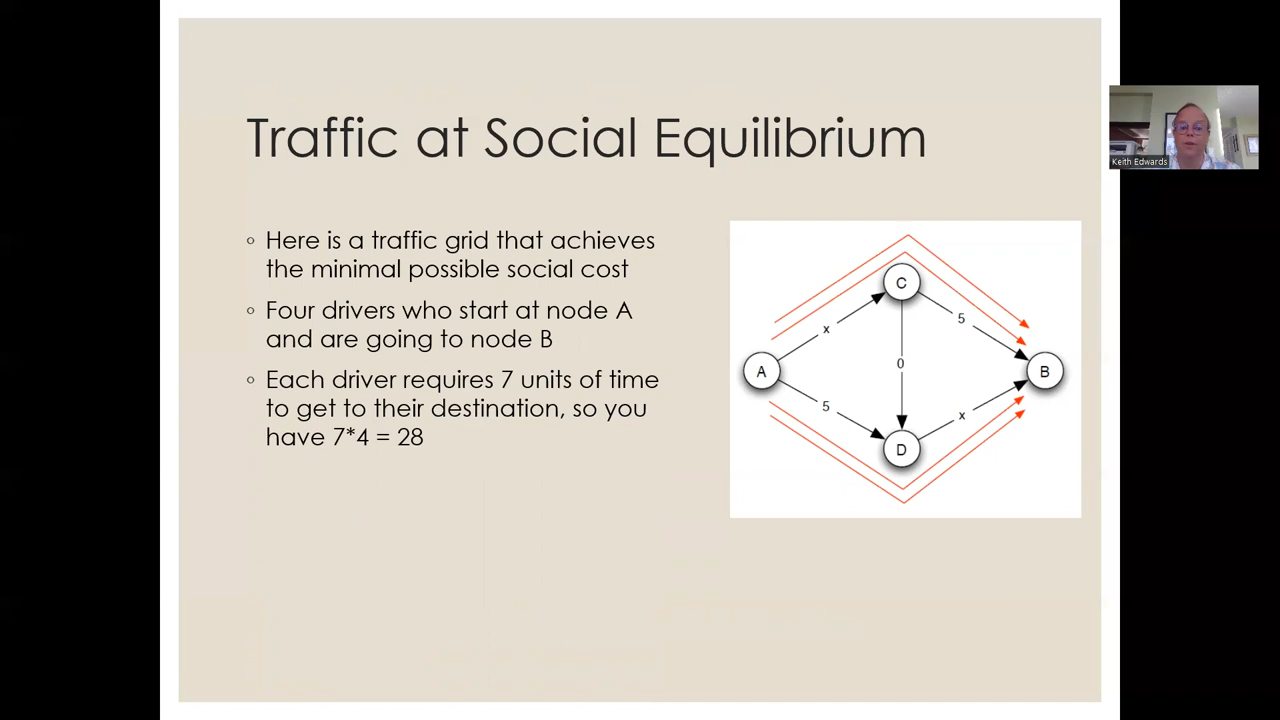 Traffic at Social Equilibrium
Keith Edwards
◦ Here is a traffic grid that achieves
the minimal possible social cost
◦ Four drivers who start at node A
and are going to node B
◦ Each driver requires 7 units of time
to get to their destination, so you
have 7*4 = 28
C
x
5
A
0
B
5
x
D